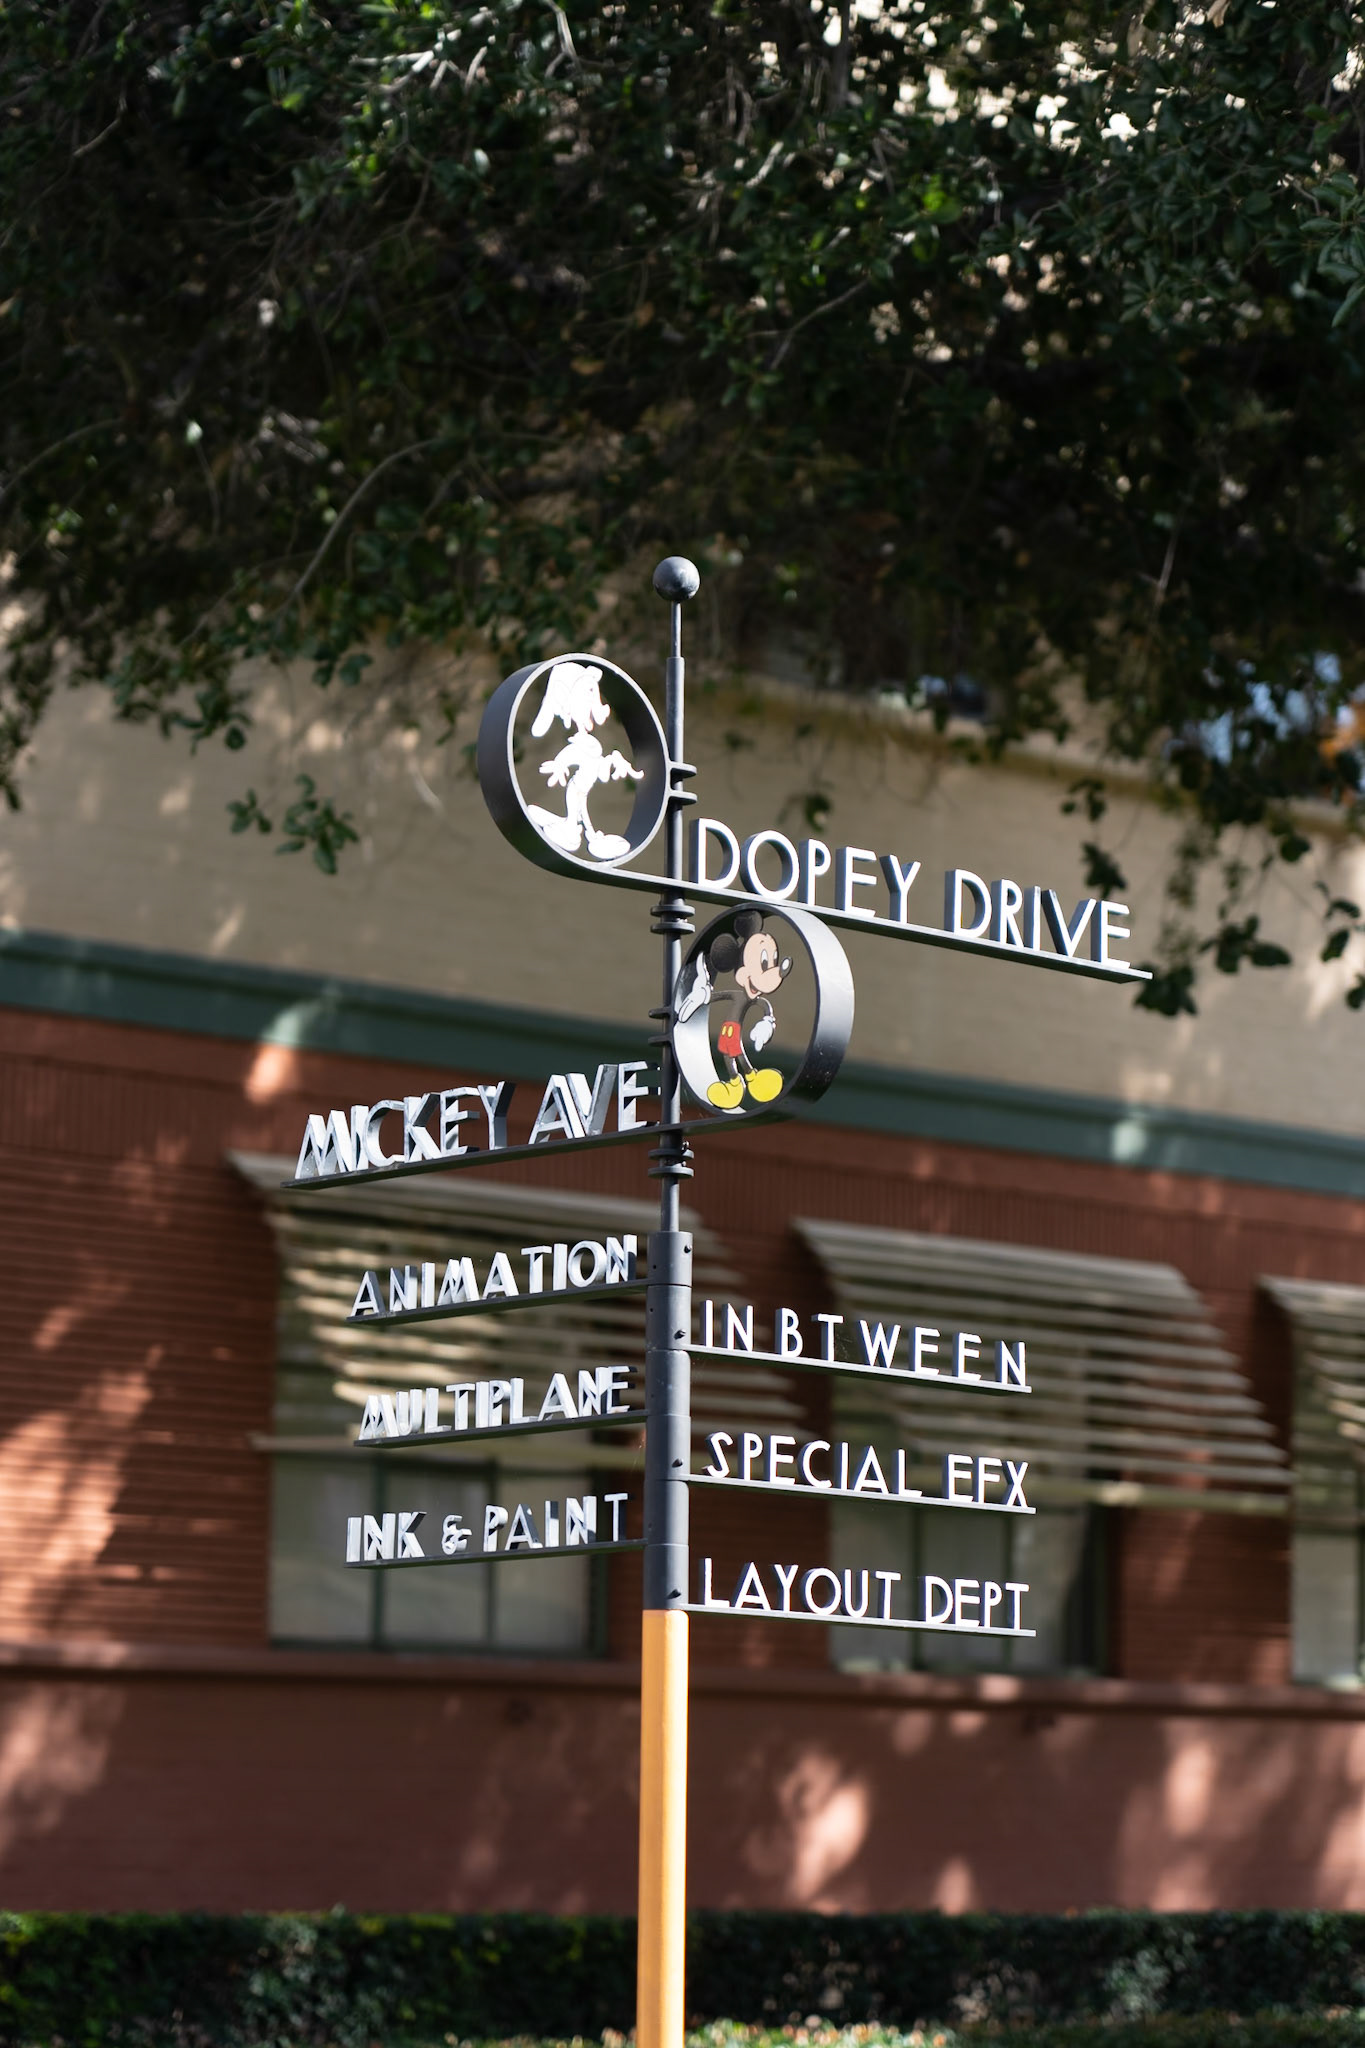 DOPEY DRIVE
MICKEY AVE
ANIMATION
IN BTWEEN
MULTIPLANE
SPECIAL EFX
INK & PAINT
LAYOUT DEPT